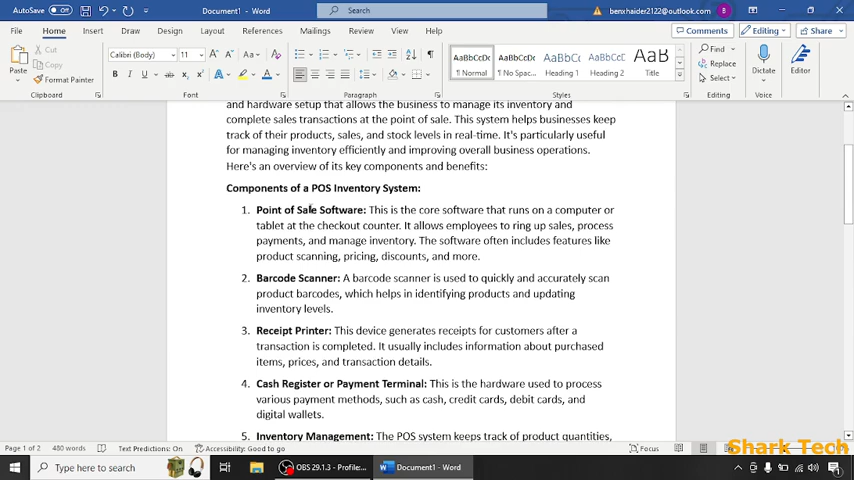 AutoSave Off Document1 - Word Search benxhaider2122@outlook.com B
File Home Insert Draw Design Layout References Mailings Review View Help Comments Editing Share
Paste Cut Copy Format Painter Calibri (Body) 11 Find Replace Select Dictate Editor
AaBbCcDc AaBbCcDc AaBbCc AaBbCcD AaB
¶ Normal ¶ No Spac... Heading 1 Heading 2 Title
Clipboard Font Paragraph Styles Editing Voice Editor
and hardware setup that allows the business to manage its inventory and
complete sales transactions at the point of sale. This system helps businesses keep
track of their products, sales, and stock levels in real-time. It's particularly useful
for managing inventory efficiently and improving overall business operations.
Here's an overview of its key components and benefits:
Components of a POS Inventory System:
1. Point of Sale Software: This is the core software that runs on a computer or
tablet at the checkout counter. It allows employees to ring up sales, process
payments, and manage inventory. The software often includes features like
product scanning, pricing, discounts, and more.
2. Barcode Scanner: A barcode scanner is used to quickly and accurately scan
product barcodes, which helps in identifying products and updating
inventory levels.
3. Receipt Printer: This device generates receipts for customers after a
transaction is completed. It usually includes information about purchased
items, prices, and transaction details.
4. Cash Register or Payment Terminal: This is the hardware used to process
various payment methods, such as cash, credit cards, debit cards, and
digital wallets.
5. Inventory Management: The POS system keeps track of product quantities,
Page 1 of 2 480 words Text Predictions: On Accessibility: Good to go Focus
Shark Tech
Type here to search OBS 29.1.3 - Profile:... Document1 - Word